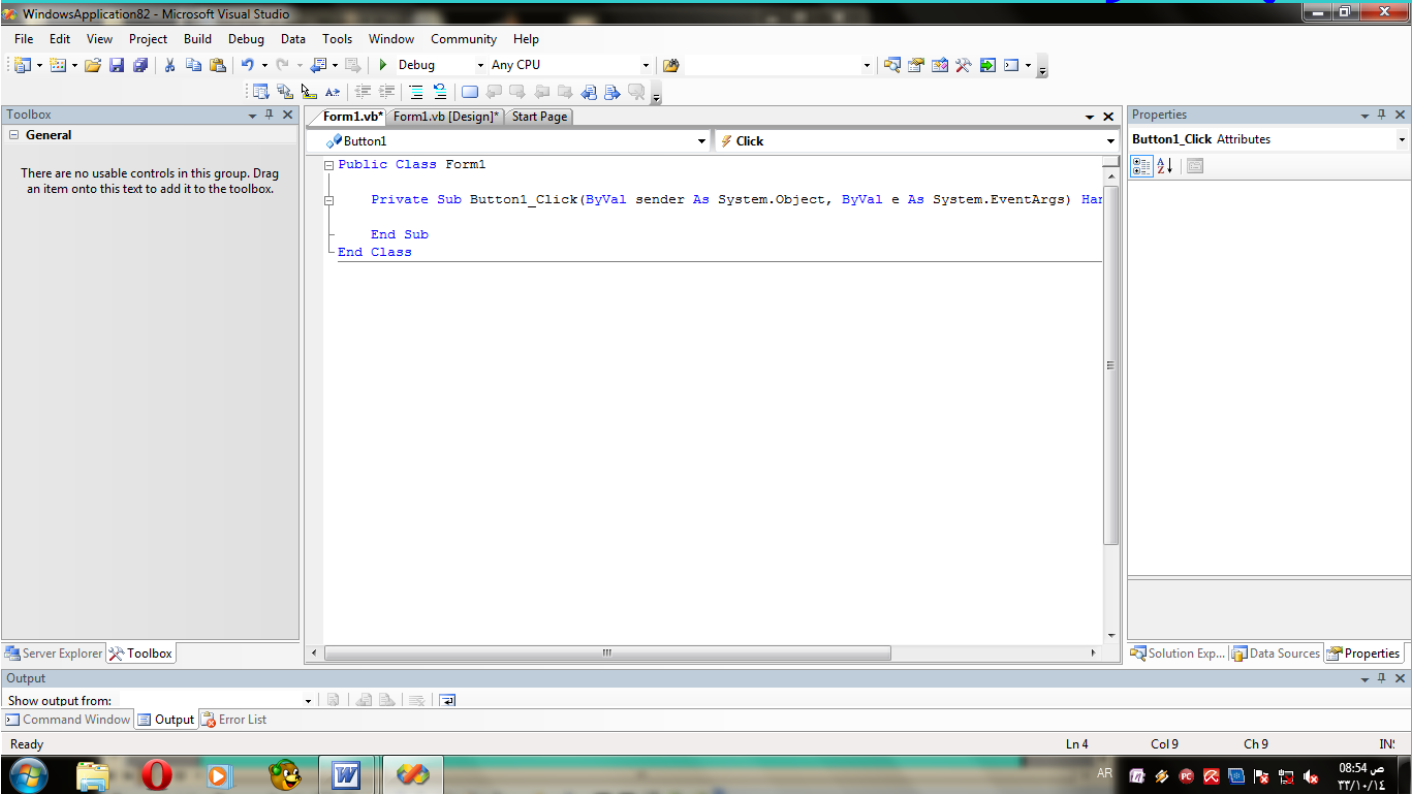 WindowsApplication82 - Microsoft Visual Studio
File Edit View Project Build Debug Data Tools Window Community Help
Debug Any CPU
Toolbox
General
There are no usable controls in this group. Drag
an item onto this text to add it to the toolbox.
Form1.vb* Form1.vb [Design]* Start Page
Button1 Click
Public Class Form1
Private Sub Button1_Click(ByVal sender As System.Object, ByVal e As System.EventArgs) Har
End Sub
End Class
Properties
Button1_Click Attributes
Server Explorer Toolbox
Solution Exp... Data Sources Properties
Output
Show output from:
Command Window Output Error List
Ready Ln 4 Col 9 Ch 9 IN
AR
08:54 ص
٣٣/١٠/١٤